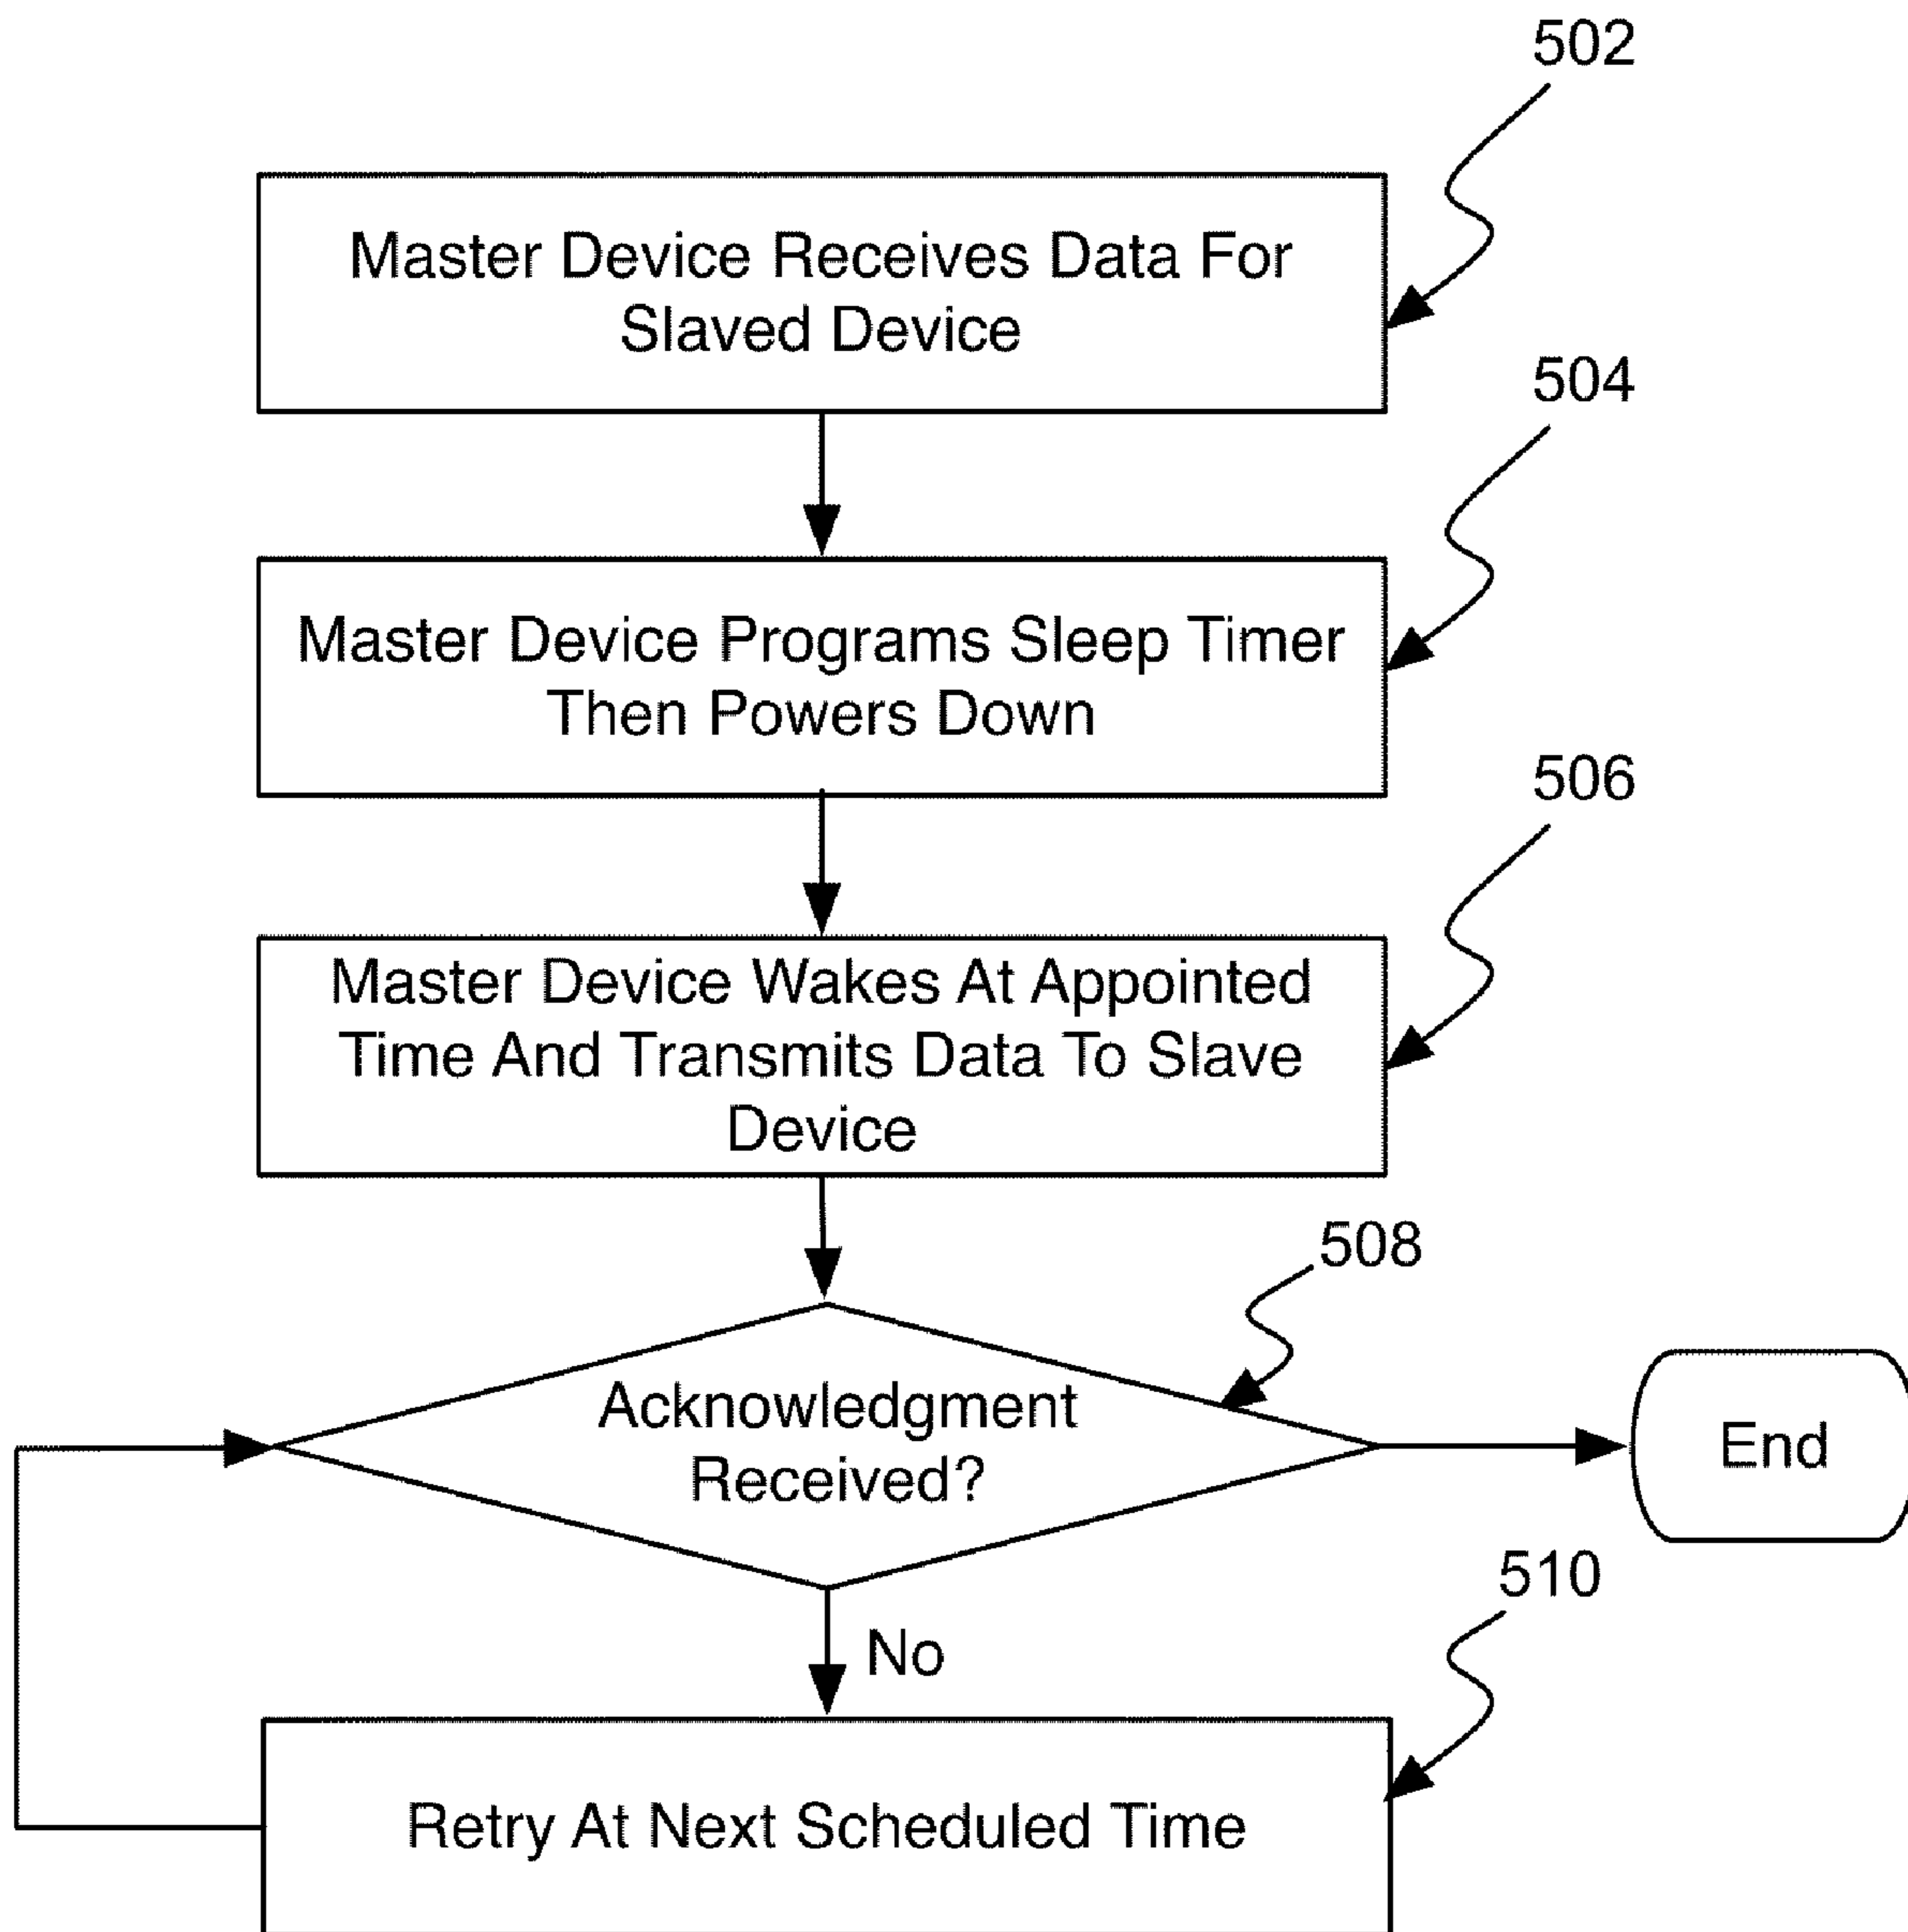 502
Master Device Receives Data For
Slaved Device
504
Master Device Programs Sleep Timer
Then Powers Down
506
Master Device Wakes At Appointed
Time And Transmits Data To Slave
Device
508
Acknowledgment
Received?
End
510
No
Retry At Next Scheduled Time